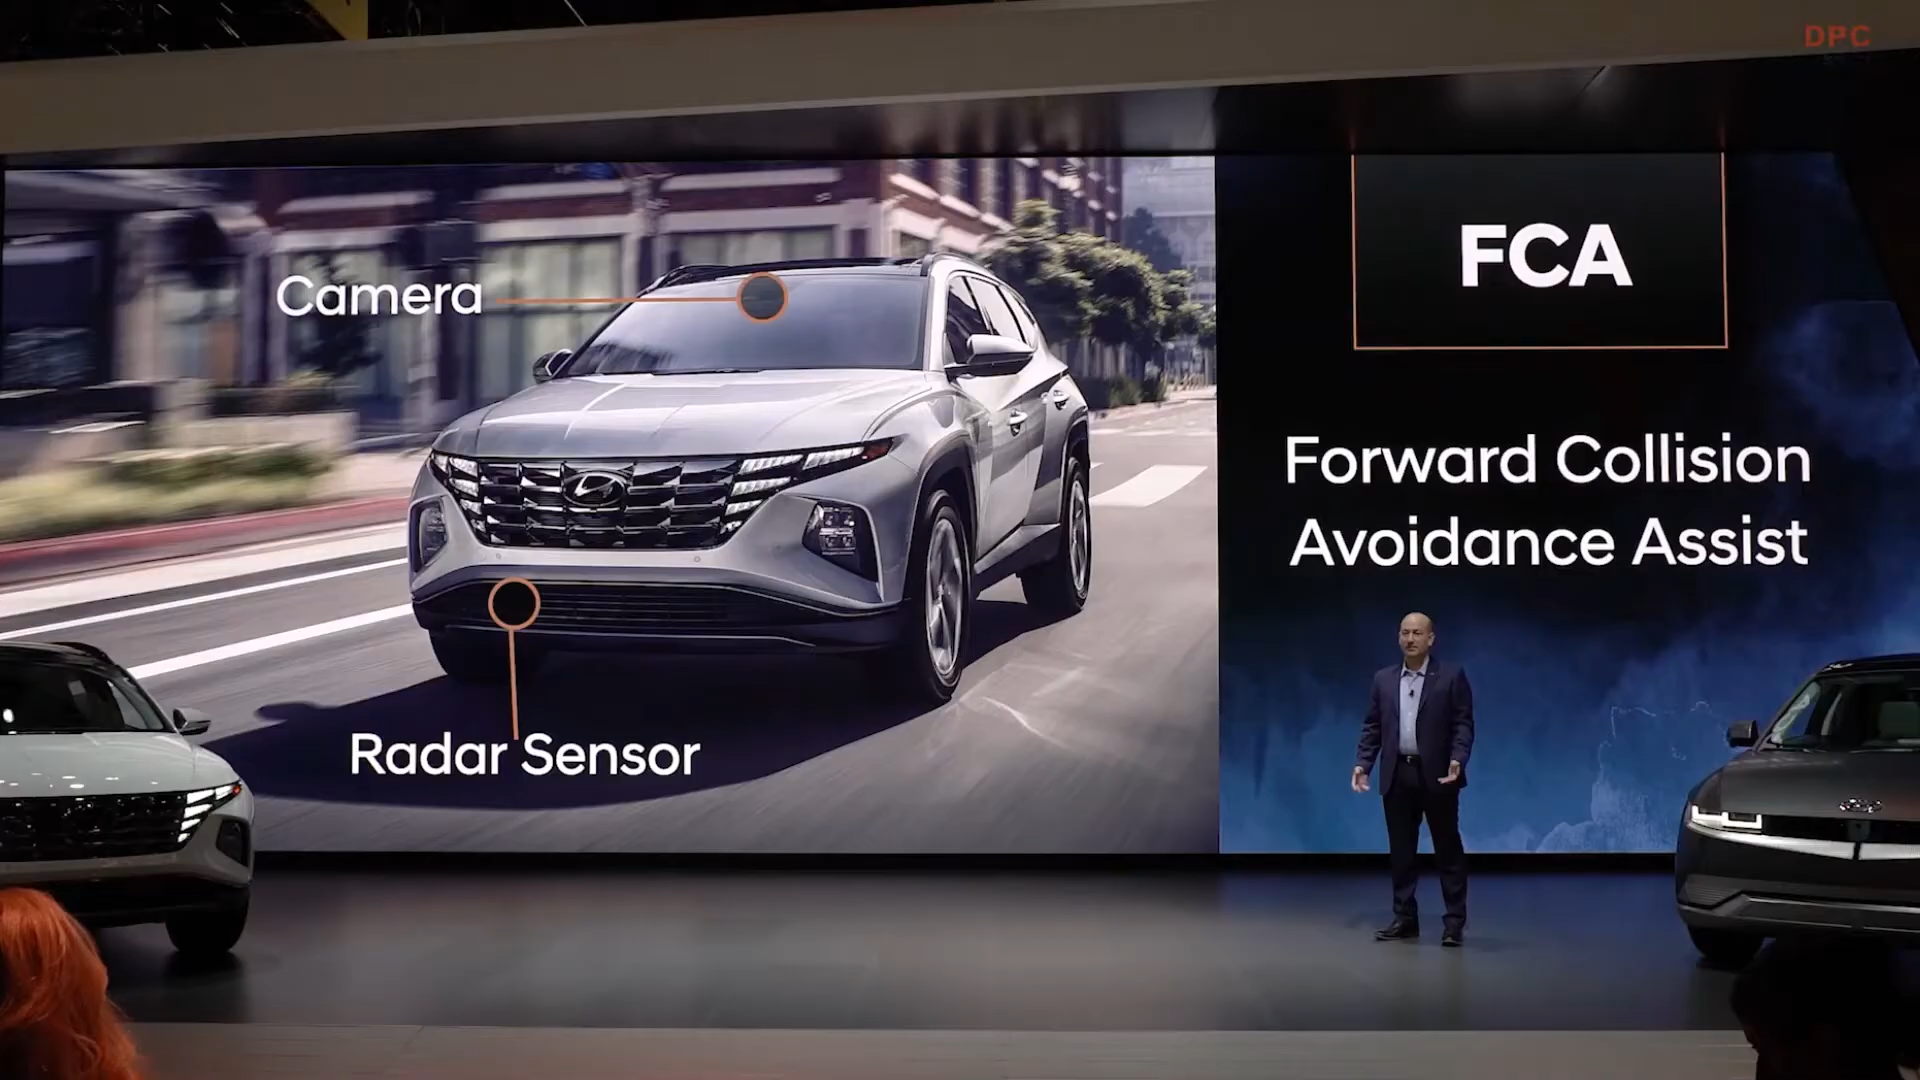 DPC
Camera
FCA
Forward Collision
Avoidance Assist
Radar Sensor